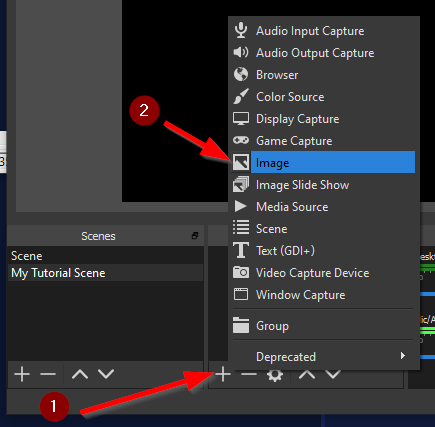 Audio Input Capture
Audio Output Capture
Browser
Color Source
2
Display Capture
Game Capture
Image
Image Slide Show
Media Source
Scenes
Scene
Scene
Text (GDI+)
My Tutorial Scene
Video Capture Device
Window Capture
Group
Deprecated
1